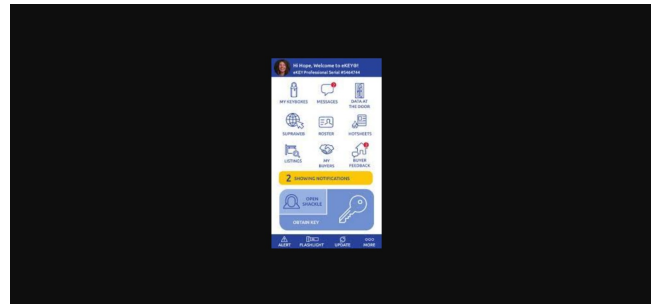 Hi Hope, Welcome to eKEY®!
eKEY Professional Serial #5464744
MY KEYBOXES
MESSAGES
DATA AT
THE DOOR
SUPRAWEB
ROSTER
HOTSHEETS
LISTINGS
MY
BUYERS
BUYER
FEEDBACK
2 SHOWING NOTIFICATIONS
OPEN
SHACKLE
OBTAIN KEY
ALERT
FLASHLIGHT
UPDATE
MORE